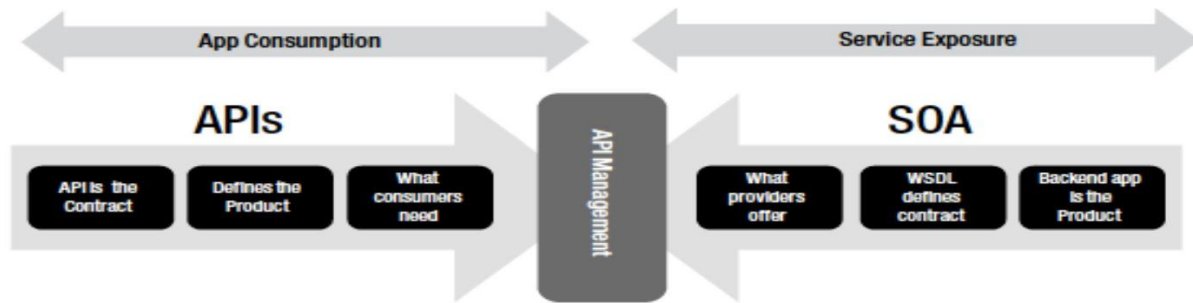 App Consumption
Service Exposure
APIs
SOA
API Is the
Contract
Defines the
Product
What
consumers
need
API Management
What
providers
offer
WSDL
defines
contract
Backend app
Is the
Product